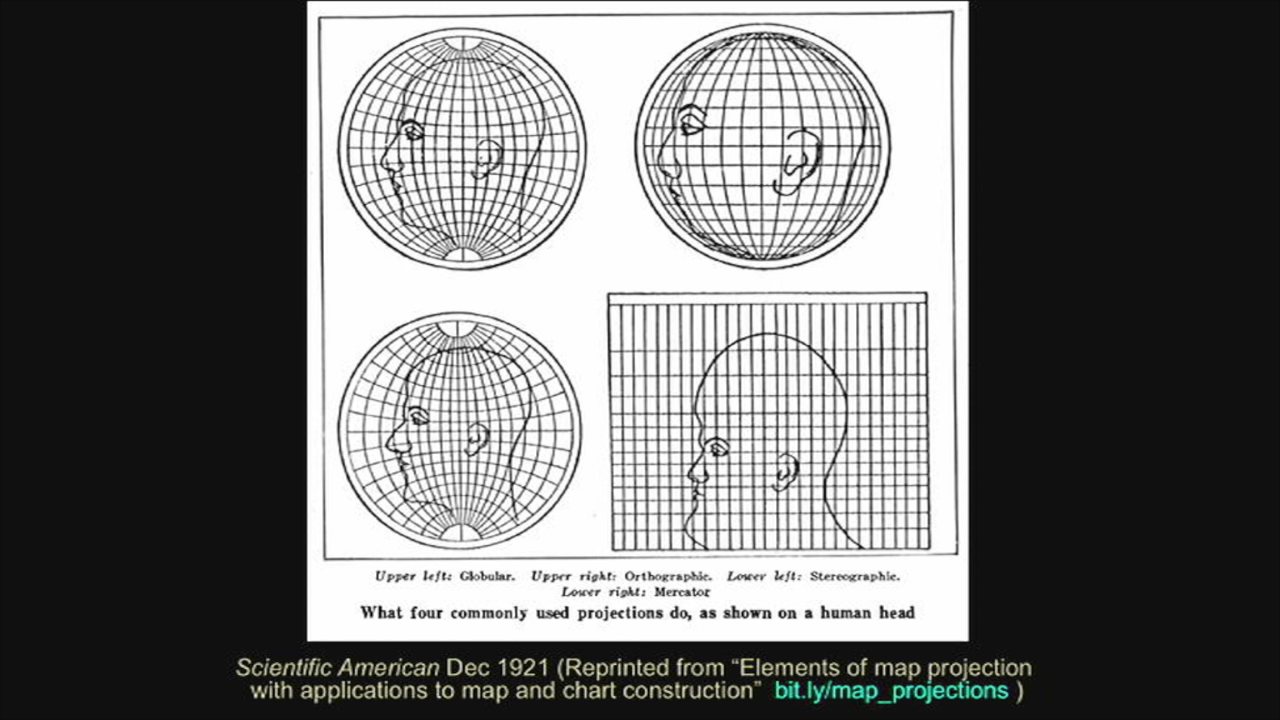 Upper left: Globular. Upper right: Orthographic. Lower left: Stereographic.
Lower right: Mercator
What four commonly used projections do, as shown on a human head
Scientific American Dec 1921 (Reprinted from “Elements of map projection
with applications to map and chart construction” bit.ly/map_projections )